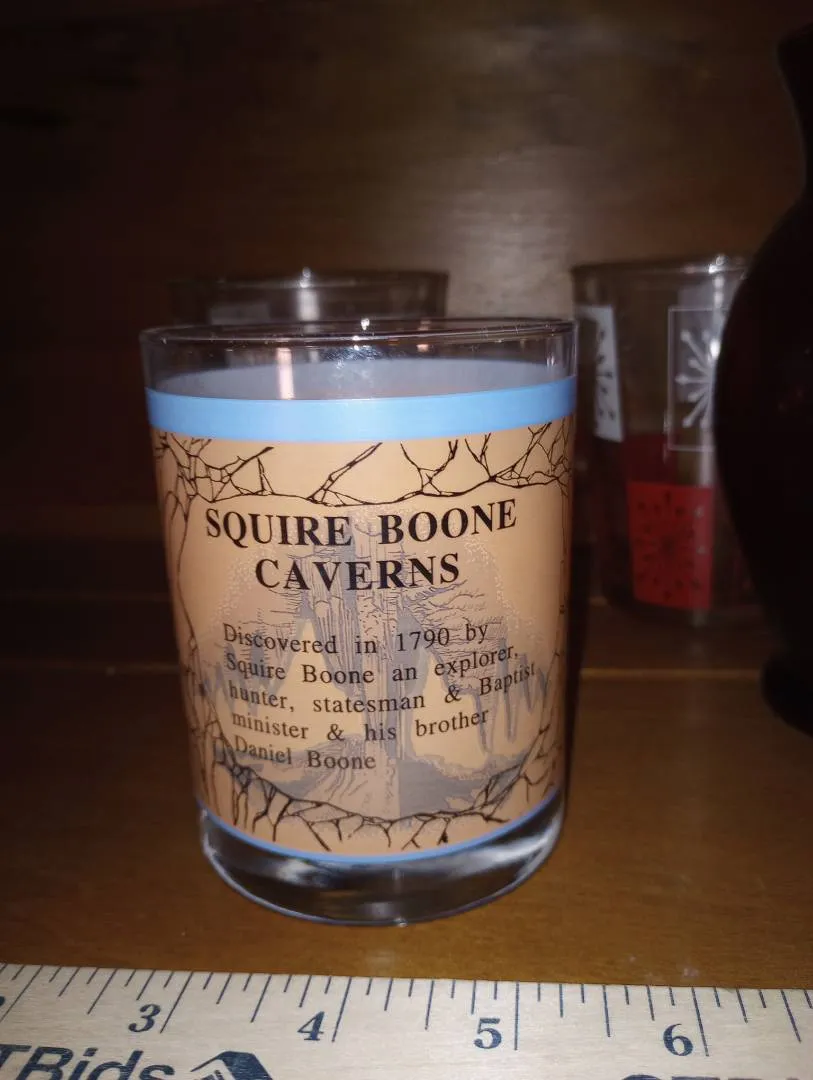 SQUIRE BOONE
CAVERNS
Discovered in 1790 by
Squire Boone an explorer,
hunter, statesman & Baptist
minister & his brother
Daniel Boone
3 4 5 6
TBids